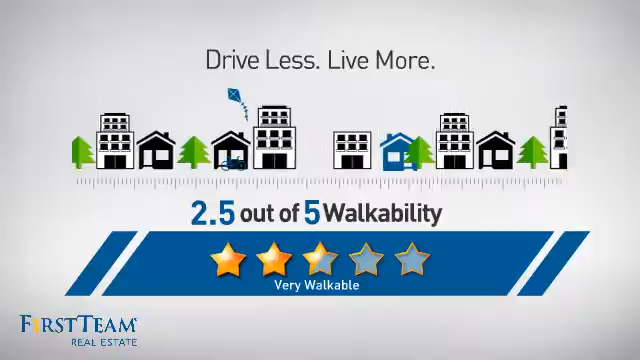 Drive Less. Live More.
2.5 out of 5 Walkability
Very Walkable
FIRSTTEAM®
REAL ESTATE